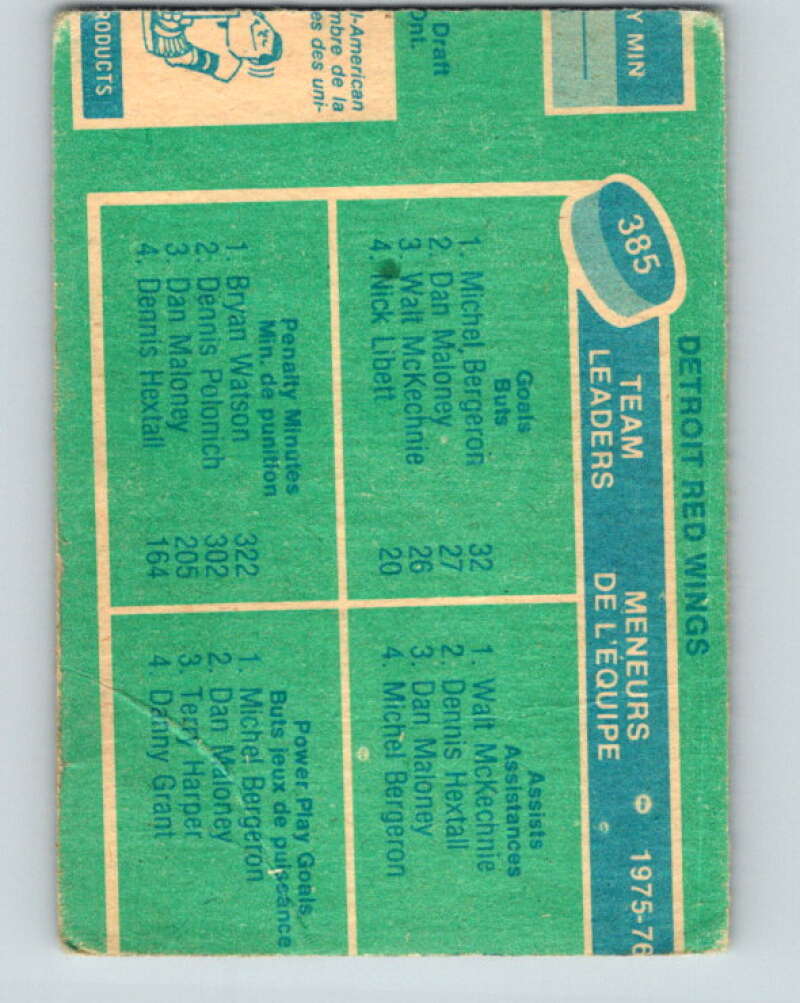 RODUCTS
l-American
mbre de la
es des uni-
Draft
Ont.
Y MIN
385
DETROIT RED WINGS
TEAM LEADERS
MENEURS DE L'ÉQUIPE
1975-76
Goals
Buts
1. Michel Bergeron 32
2. Dan Maloney 27
3. Walt McKechnie 26
4. Nick Libett 20
Assists
Assistances
1. Walt McKechnie
2. Dennis Hextall
3. Dan Maloney
4. Michel Bergeron
Penalty Minutes
Min. de punition
1. Bryan Watson 322
2. Dennis Polonich 302
3. Dan Maloney 205
4. Dennis Hextall 164
Power Play Goals
Buts jeux de puissance
1. Michel Bergeron
2. Dan Maloney
3. Terry Harper
4. Danny Grant